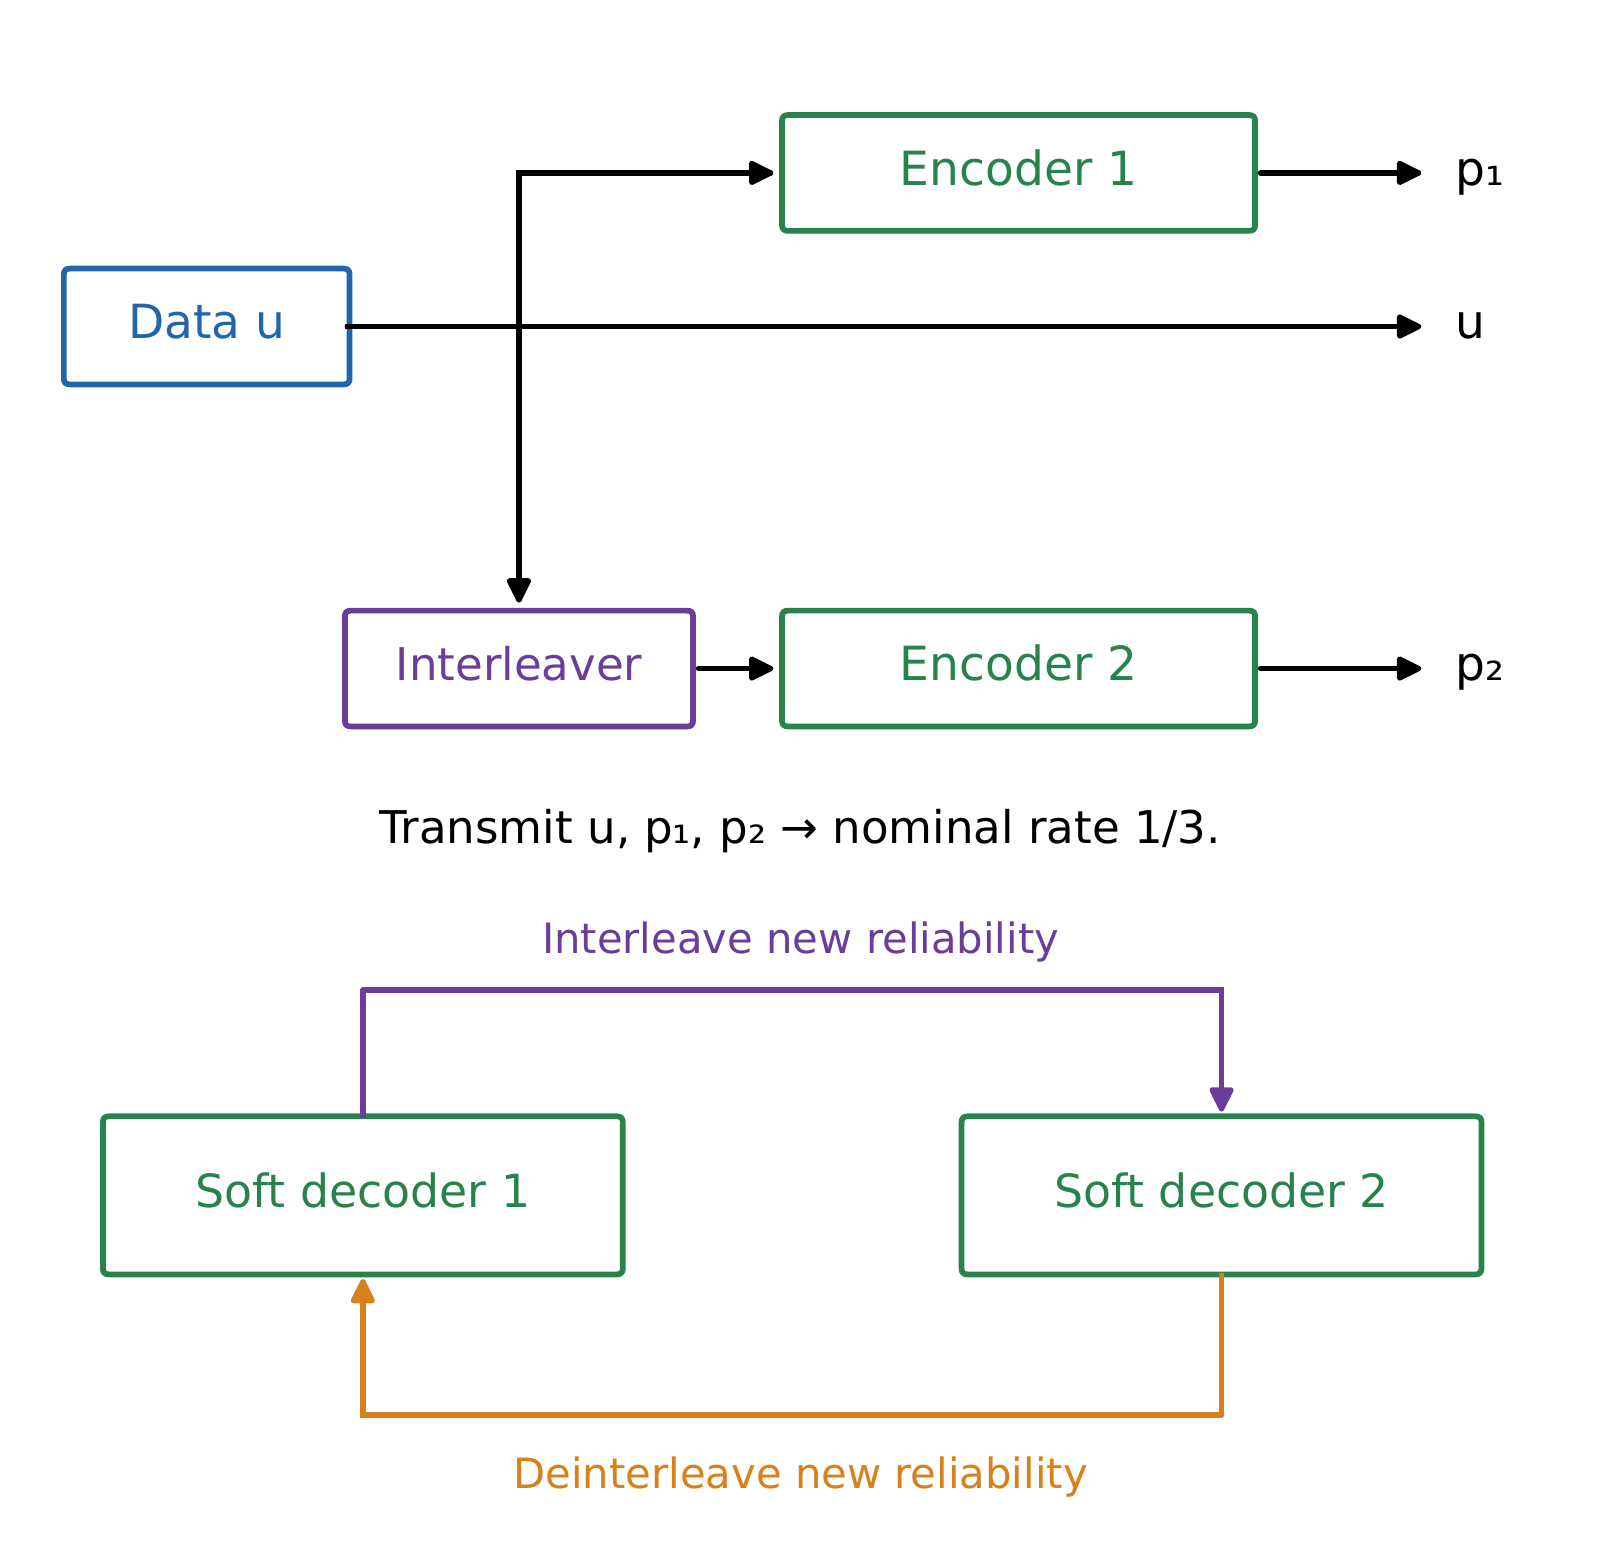 Encoder 1
p₁
Data u
u
Interleaver
Encoder 2
p₂
Transmit u, p₁, p₂ → nominal rate 1/3.
Interleave new reliability
Soft decoder 1
Soft decoder 2
Deinterleave new reliability